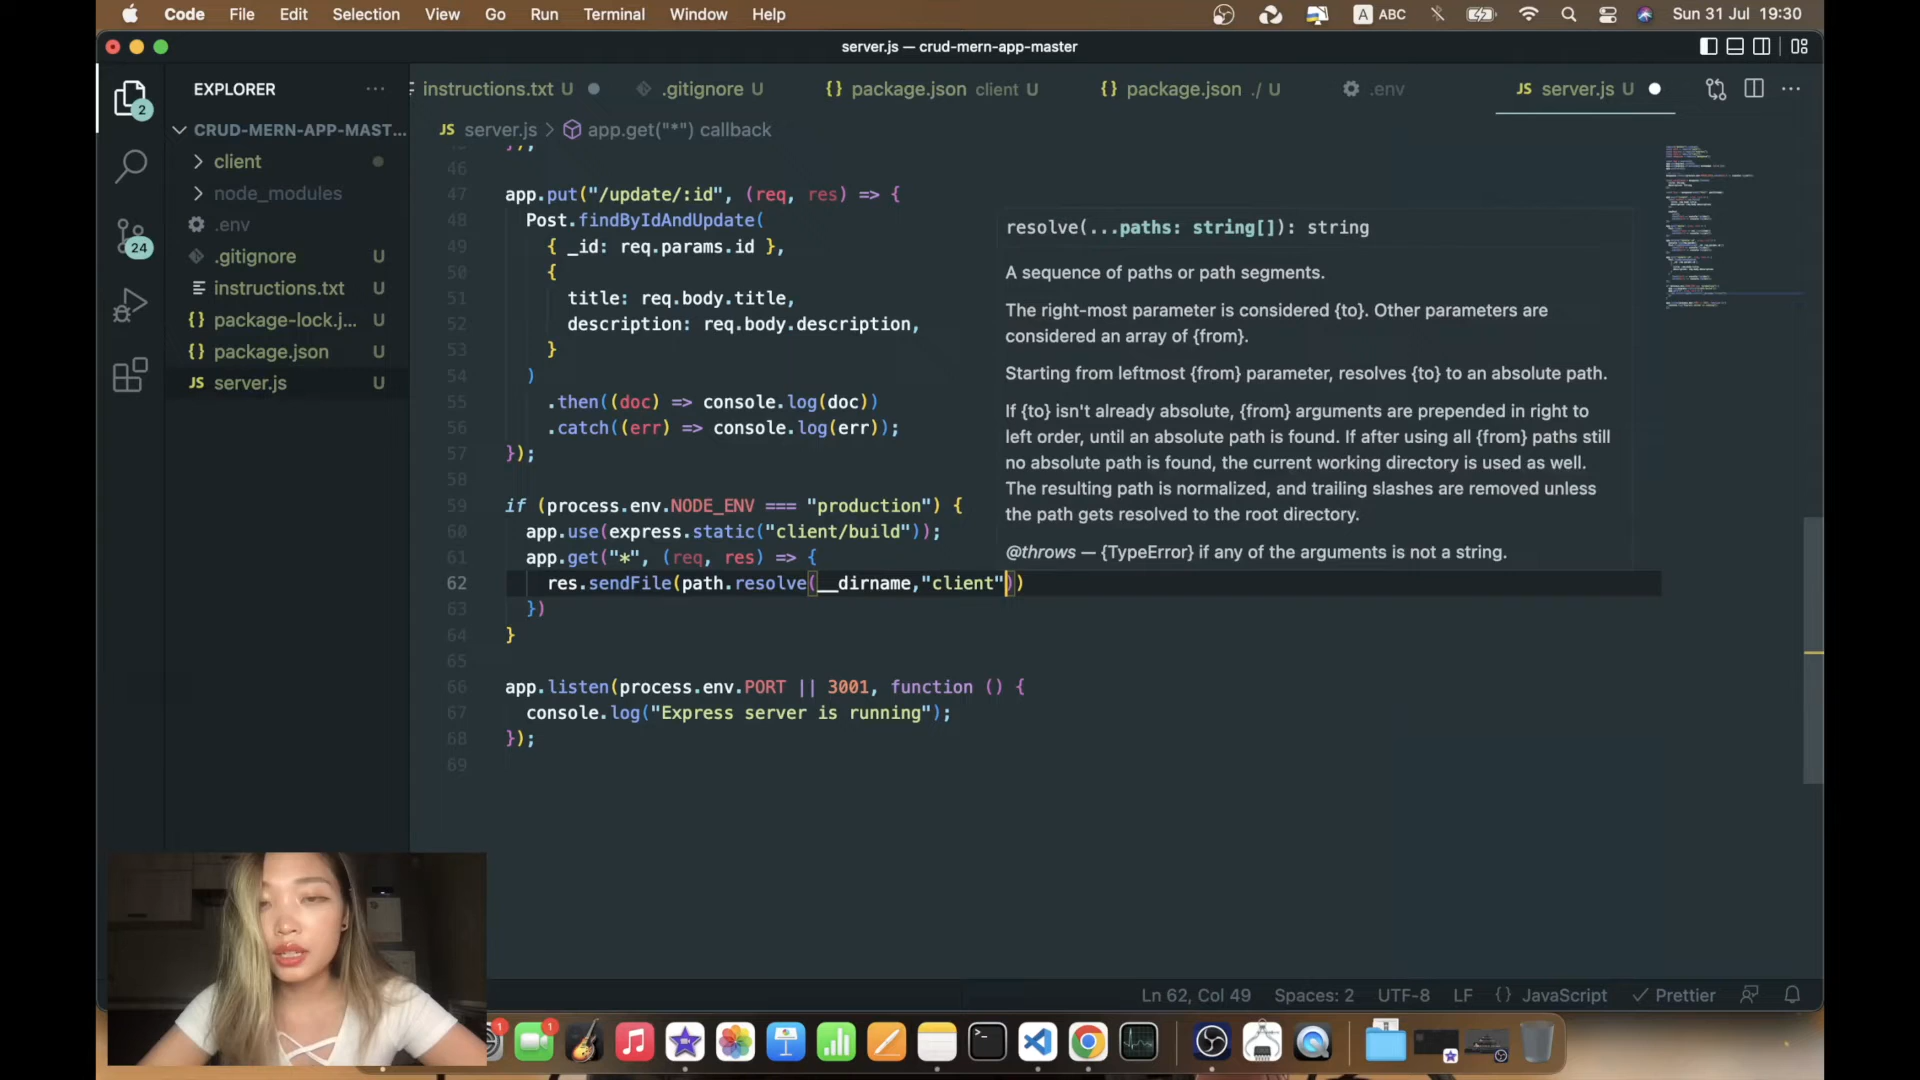 Code File Edit Selection View Go Run Terminal Window Help A ABC Sun 31 Jul 19:30
server.js — crud-mern-app-master
EXPLORER
instructions.txt U
.gitignore U
{} package.json client U
{} package.json ./ U
.env
JS server.js U
2
24
CRUD-MERN-APP-MAST...
client
node_modules
.env
.gitignore U
instructions.txt U
{} package-lock.j... U
{} package.json U
JS server.js U
JS server.js > app.get("*") callback
46
47 app.put("/update/:id", (req, res) => {
48 Post.findByIdAndUpdate(
49 { _id: req.params.id },
50 {
51 title: req.body.title,
52 description: req.body.description,
53 }
54 )
55 .then((doc) => console.log(doc))
56 .catch((err) => console.log(err));
57 });
58
59 if (process.env.NODE_ENV === "production") {
60 app.use(express.static("client/build"));
61 app.get("*", (req, res) => {
62 res.sendFile(path.resolve(__dirname,"client"))
63 })
64 }
65
66 app.listen(process.env.PORT || 3001, function () {
67 console.log("Express server is running");
68 });
69
resolve(...paths: string[]): string
A sequence of paths or path segments.
The right-most parameter is considered {to}. Other parameters are
considered an array of {from}.
Starting from leftmost {from} parameter, resolves {to} to an absolute path.
If {to} isn't already absolute, {from} arguments are prepended in right to
left order, until an absolute path is found. If after using all {from} paths still
no absolute path is found, the current working directory is used as well.
The resulting path is normalized, and trailing slashes are removed unless
the path gets resolved to the root directory.
@throws — {TypeError} if any of the arguments is not a string.
Ln 62, Col 49 Spaces: 2 UTF-8 LF {} JavaScript Prettier
1
1